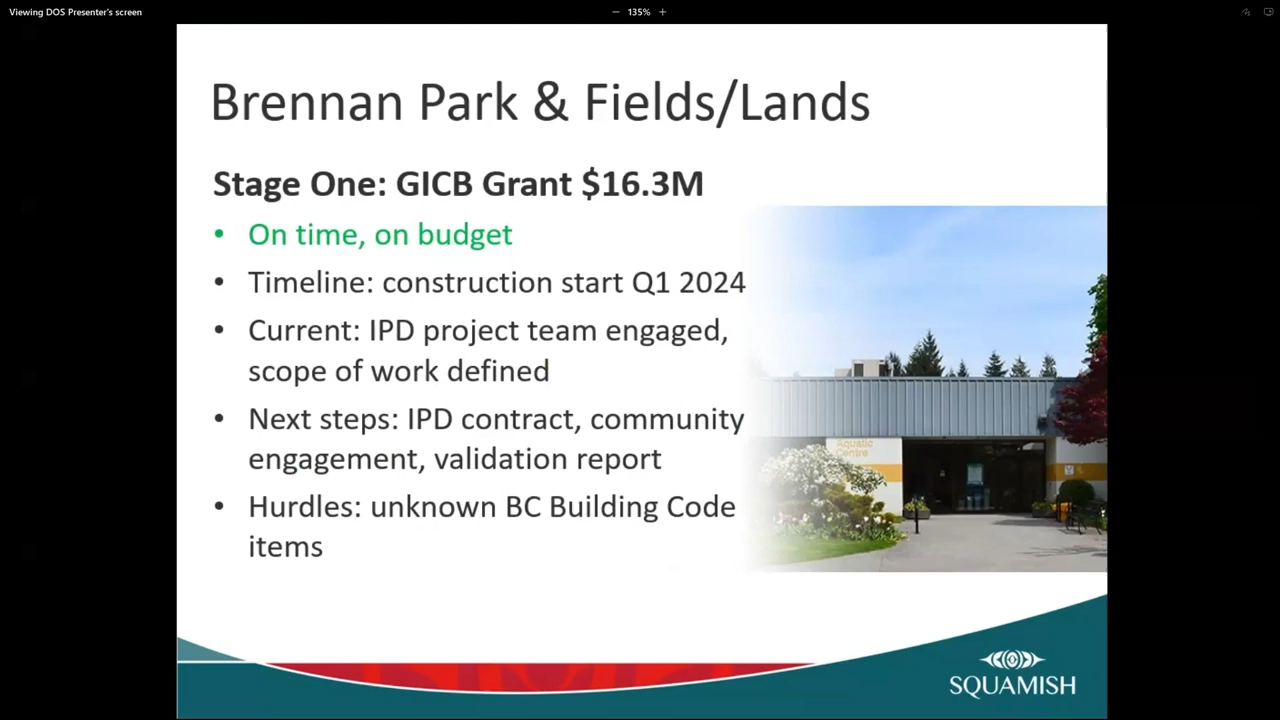 Viewing DOS Presenter's screen
− 135% +
Brennan Park & Fields/Lands
Stage One: GICB Grant $16.3M
• On time, on budget
• Timeline: construction start Q1 2024
• Current: IPD project team engaged,
scope of work defined
• Next steps: IPD contract, community
engagement, validation report
• Hurdles: unknown BC Building Code
items
Aquatic
Centre
SQUAMISH